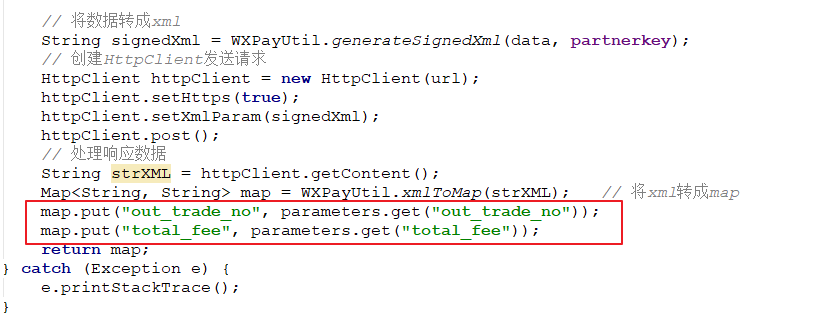 // 将数据转成xml
String signedXml = WXPayUtil.generateSignedXml(data, partnerkey);
// 创建HttpClient发送请求
HttpClient httpClient = new HttpClient(url);
httpClient.setHttps(true);
httpClient.setXmlParam(signedXml);
httpClient.post();
// 处理响应数据
String strXML = httpClient.getContent();
Map<String, String> map = WXPayUtil.xmlToMap(strXML);   // 将xml转成map
map.put("out_trade_no", parameters.get("out_trade_no"));
map.put("total_fee", parameters.get("total_fee"));
return map;
} catch (Exception e) {
e.printStackTrace();
}